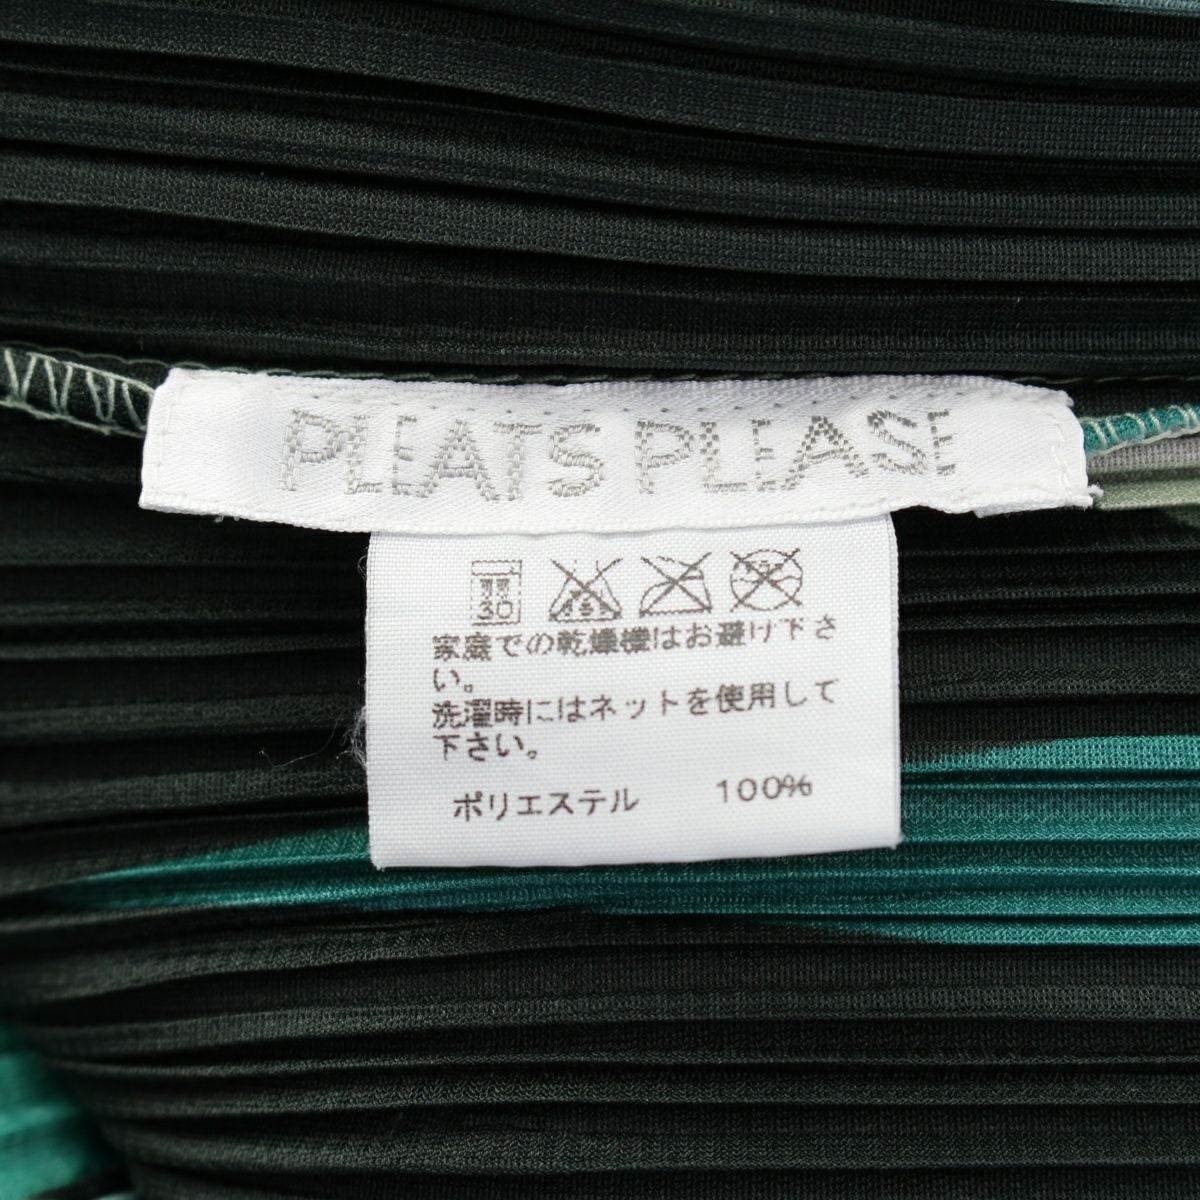 PLEATS PLEASE
弱
30
家庭での乾燥機はお避け下さ
い。
洗濯時にはネットを使用して
下さい。
ポリエステル 100%